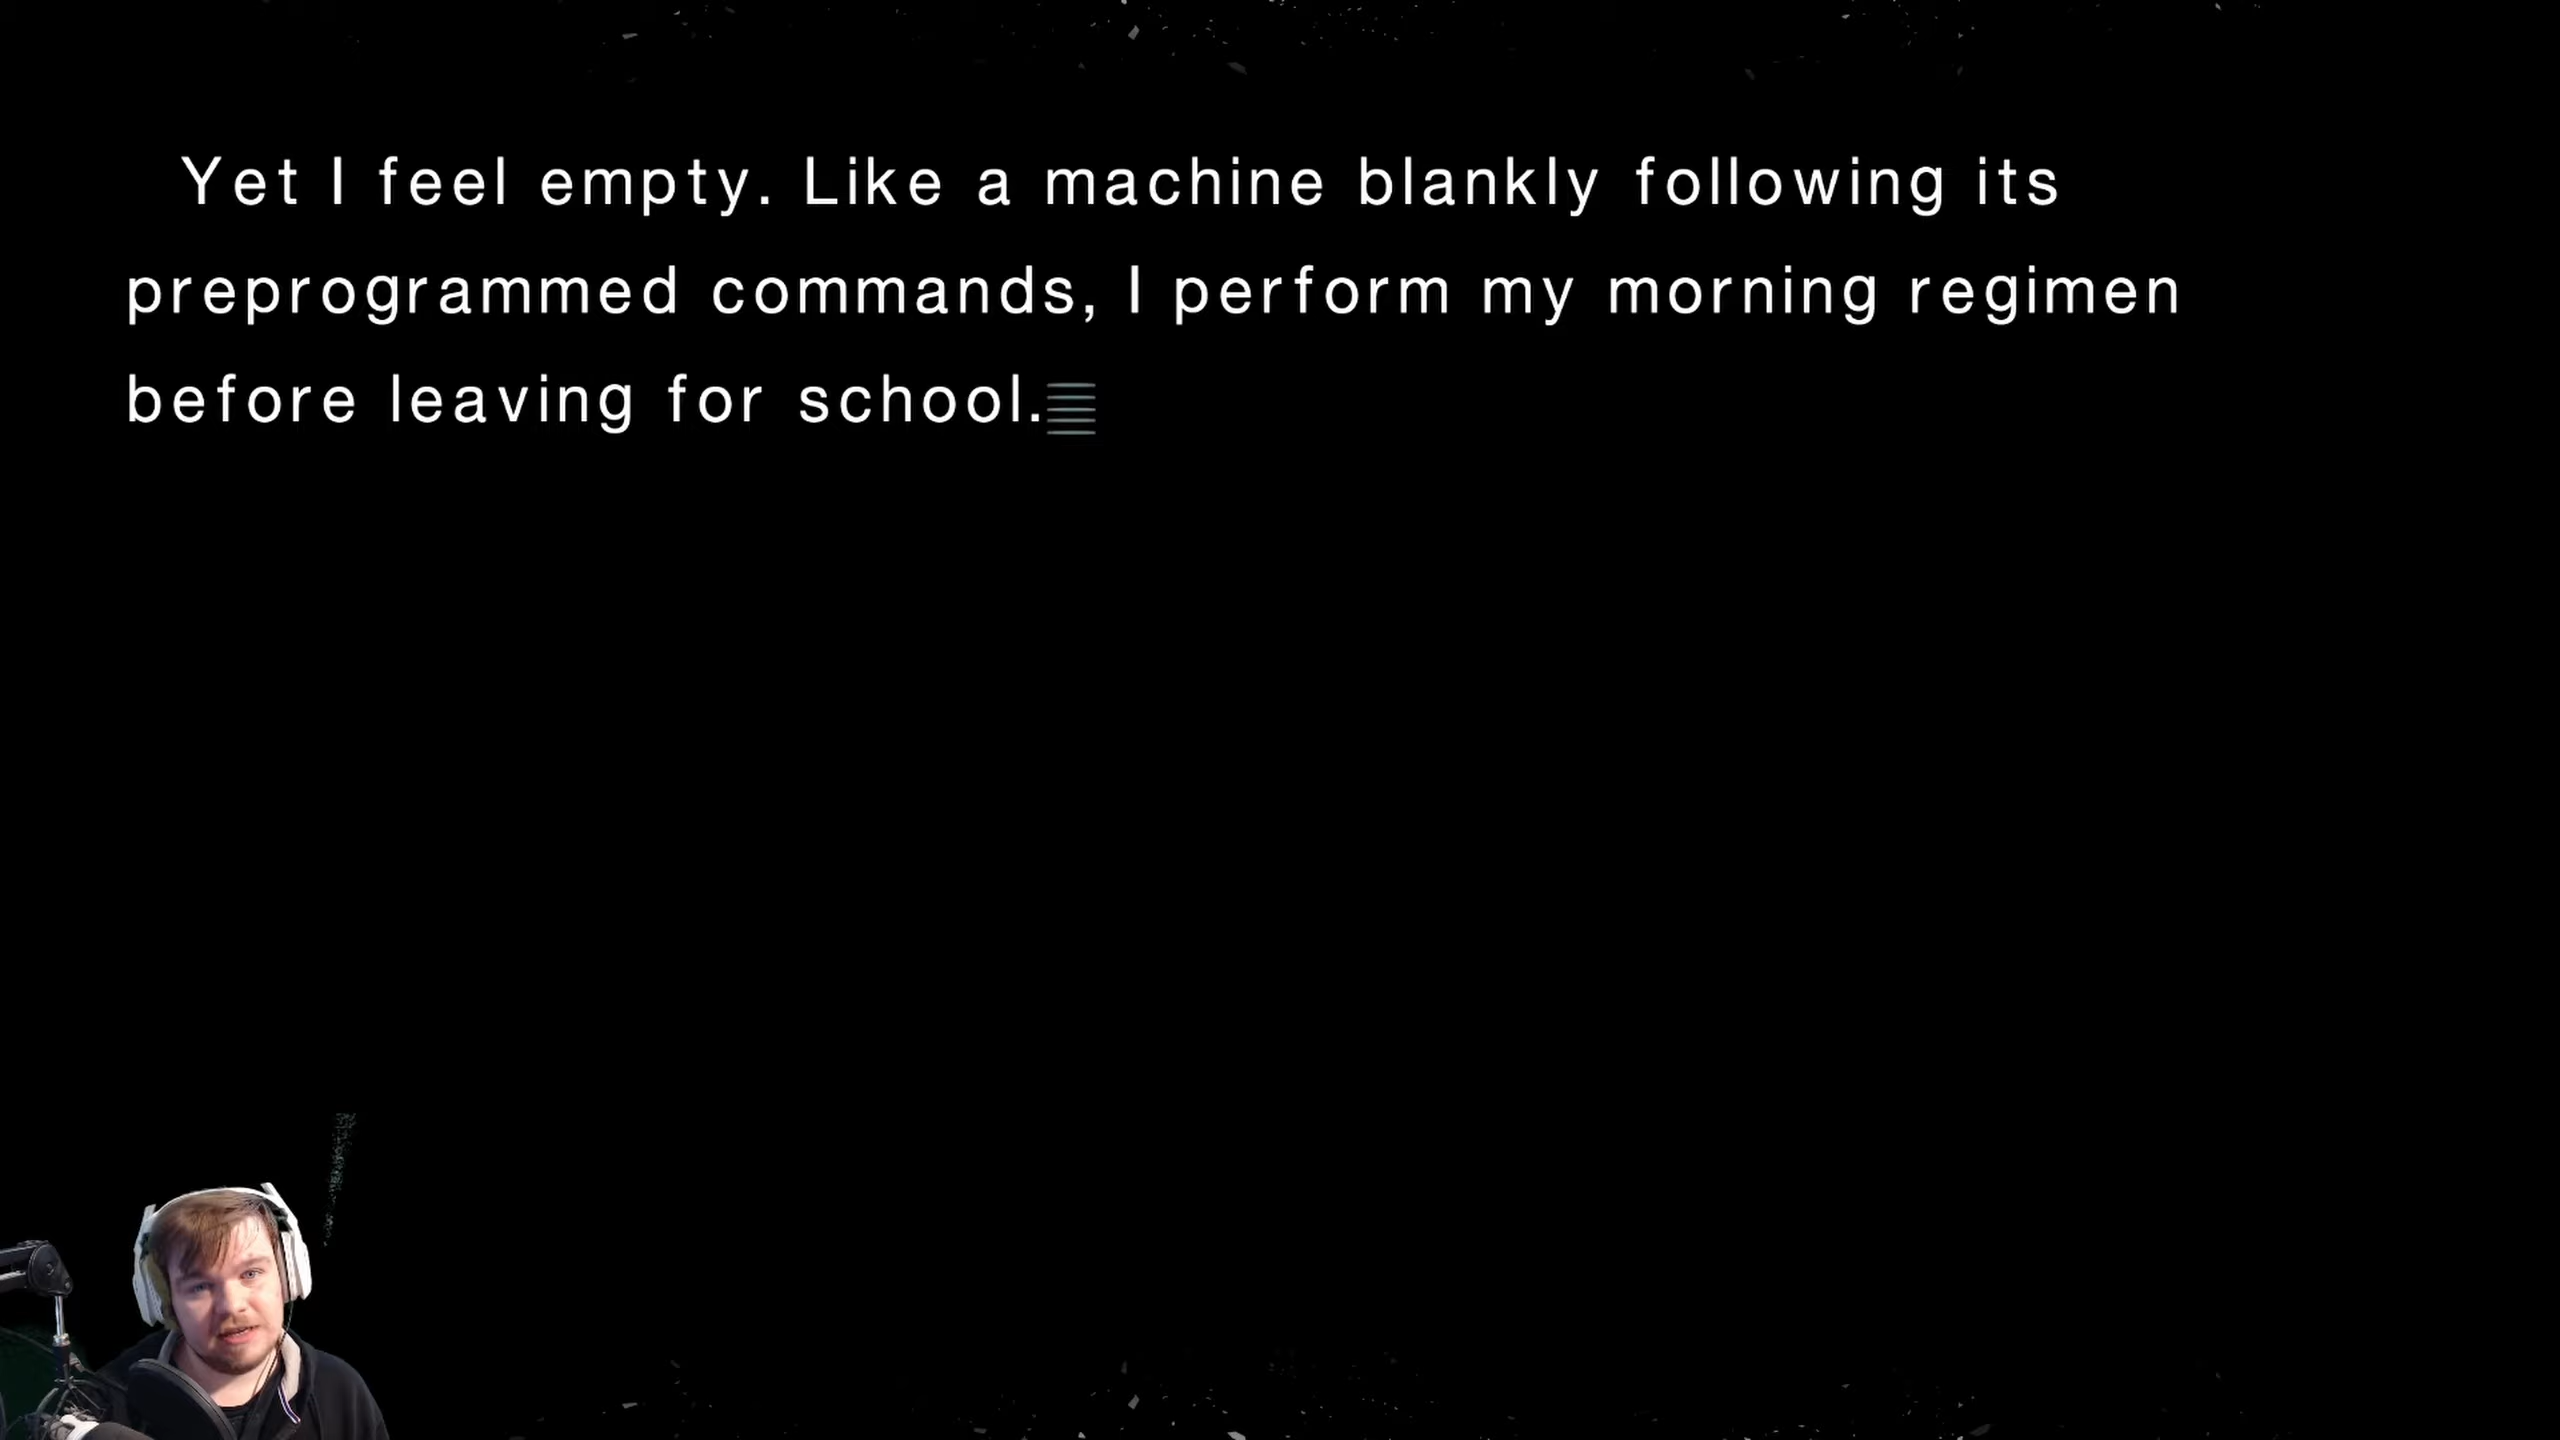 Yet I feel empty. Like a machine blankly following its
preprogrammed commands, I perform my morning regimen
before leaving for school.